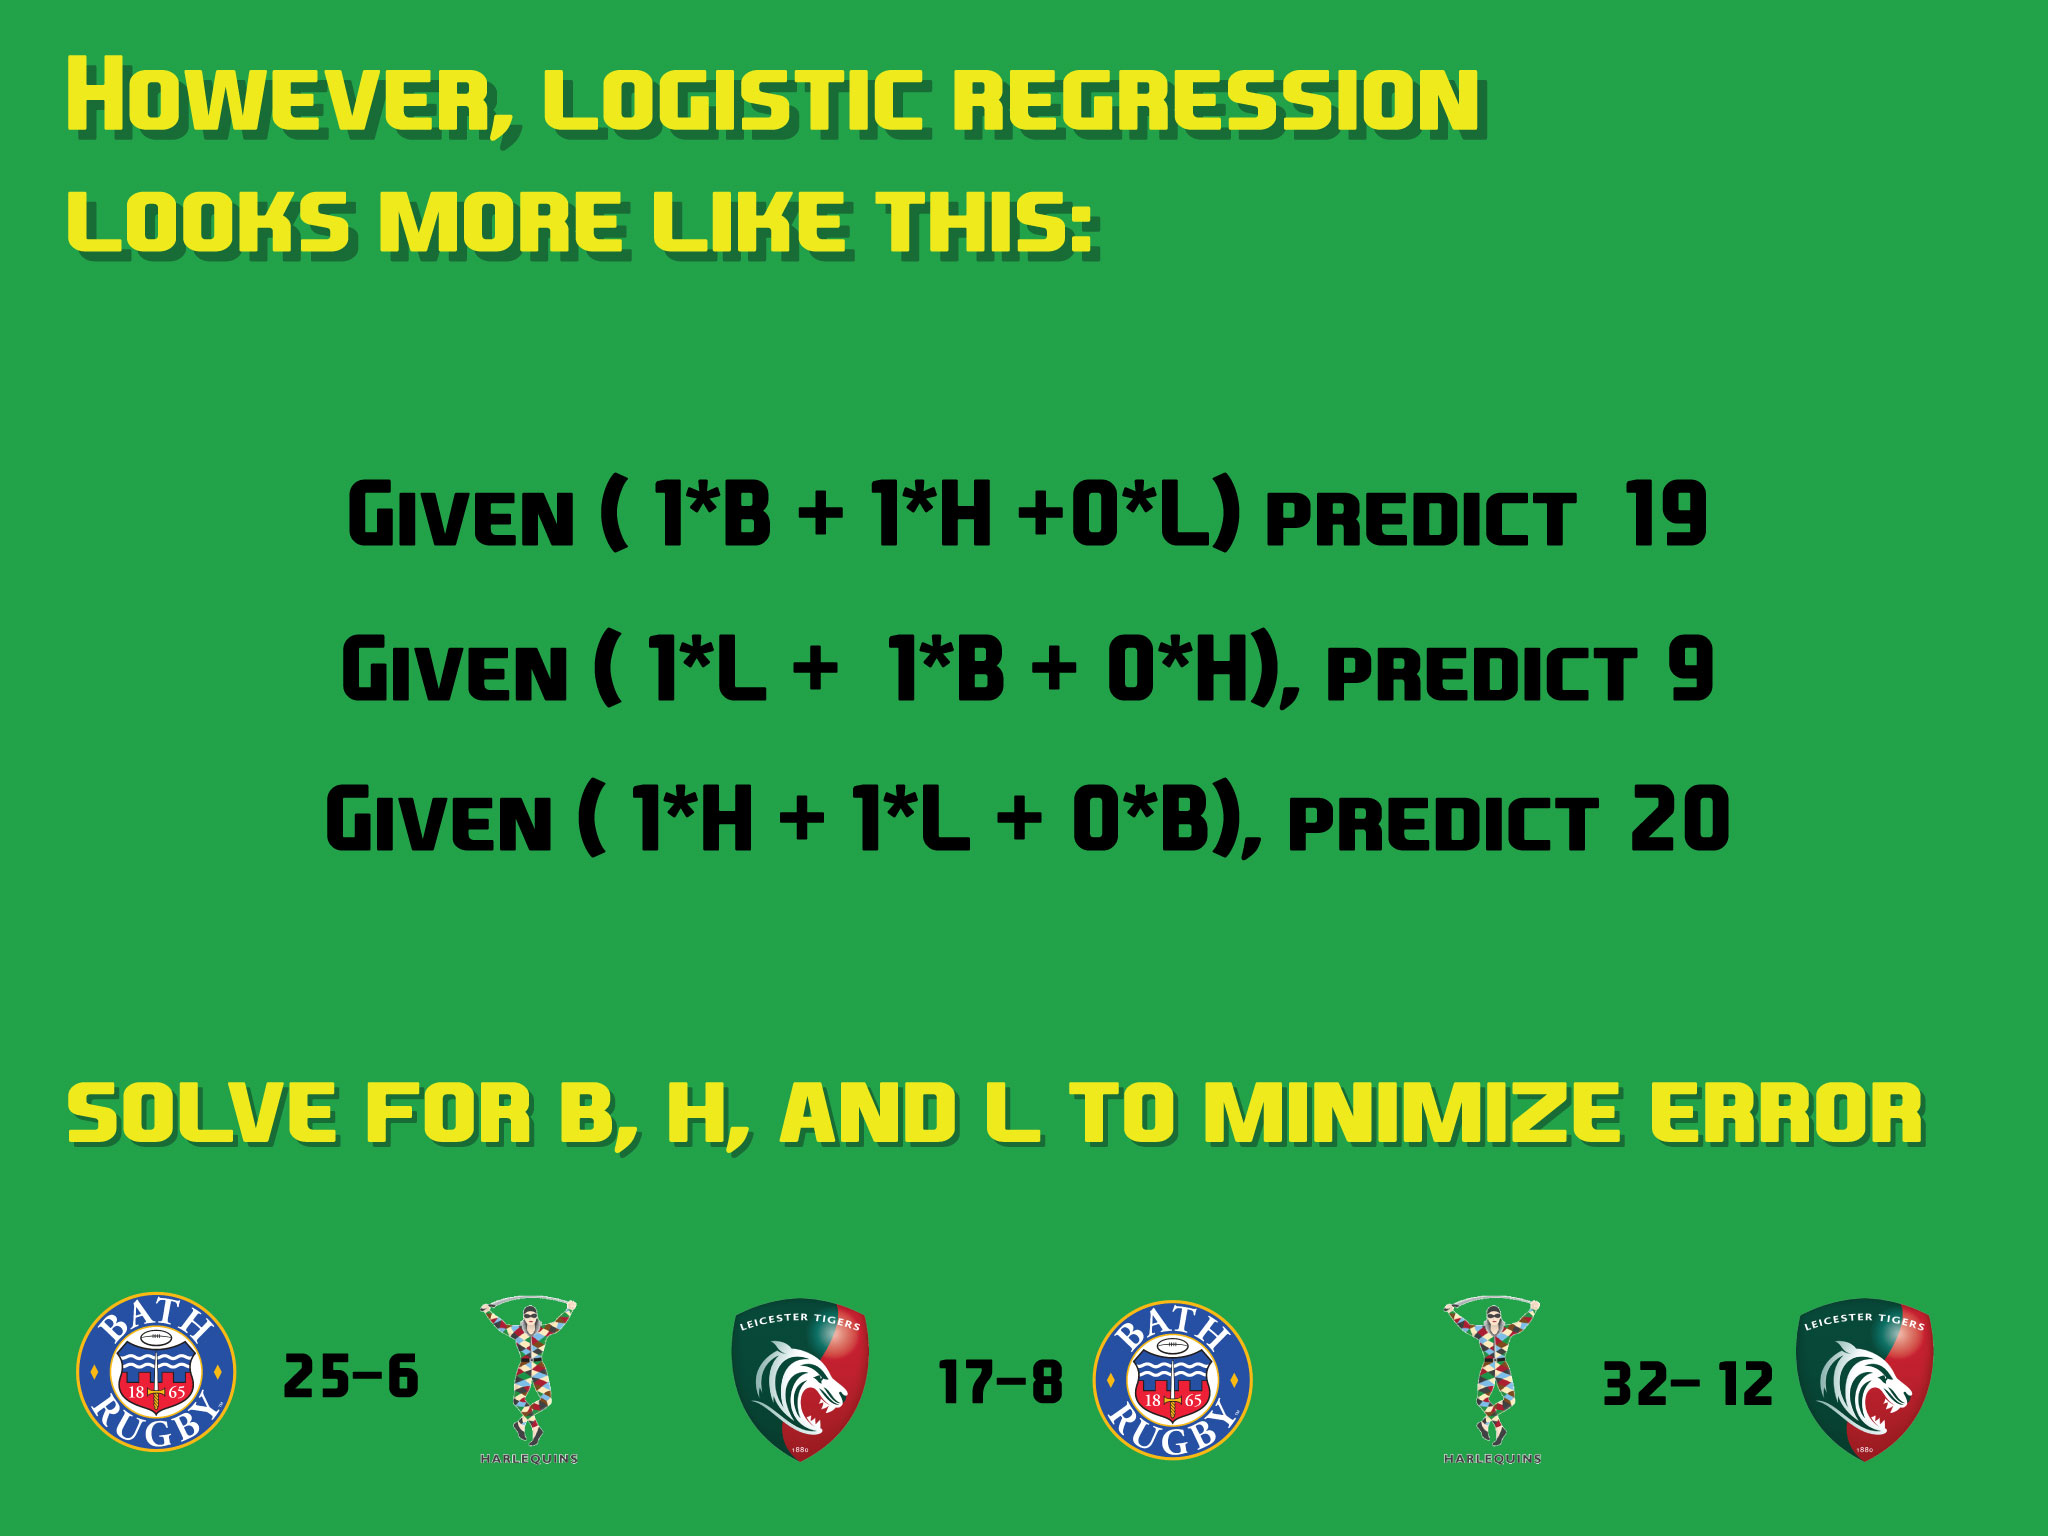 However, logistic regression
looks more like this:
Given ( 1*B + 1*H +0*L) predict 19
Given ( 1*L + 1*B + 0*H), predict 9
Given ( 1*H + 1*L + 0*B), predict 20
solve for B, H, and L to minimize error
BATH
18 65
RUGBY
TM
25-6
HARLEQUINS
LEICESTER TIGERS
1880
17-8
BATH
18 65
RUGBY
TM
HARLEQUINS
32- 12
LEICESTER TIGERS
1880